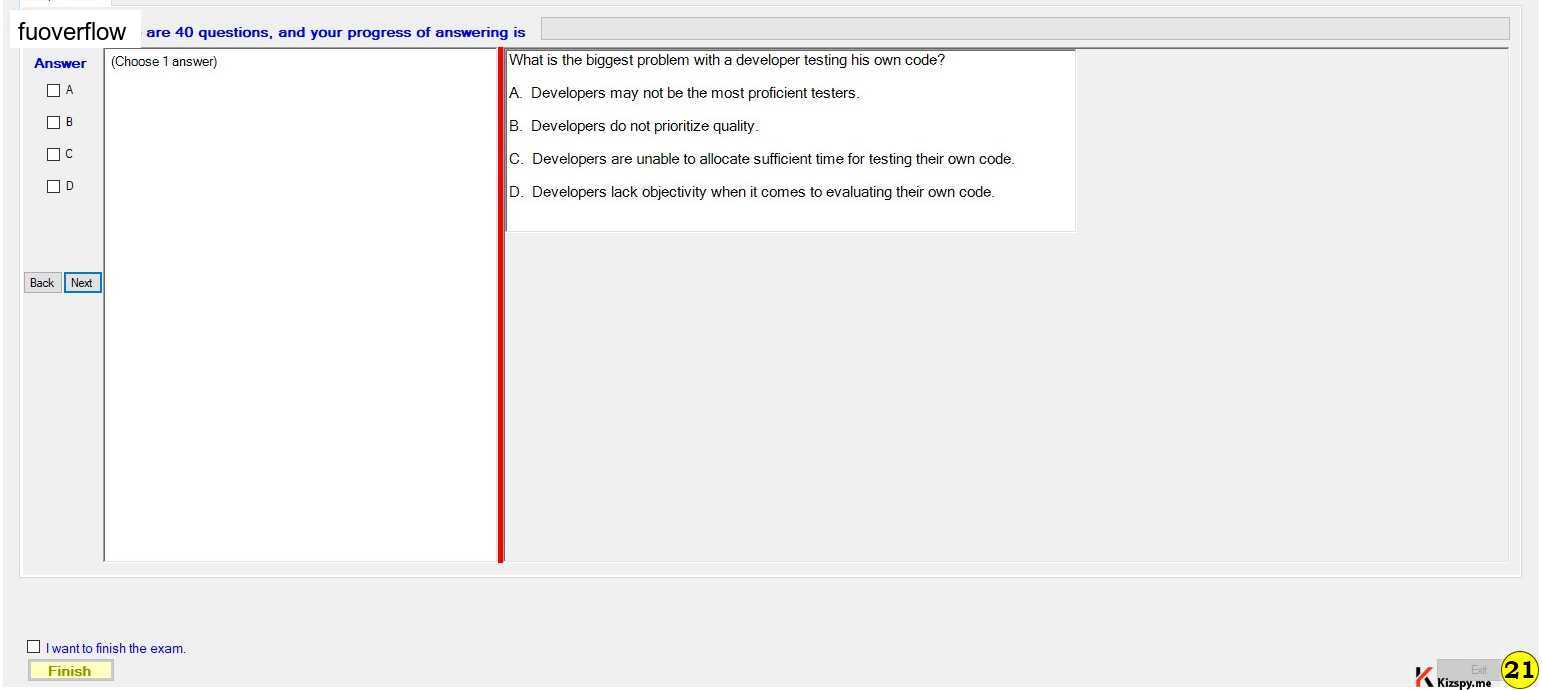 fuoverflow are 40 questions, and your progress of answering is
Answer
A
B
C
D
Back Next
(Choose 1 answer)
What is the biggest problem with a developer testing his own code?
A. Developers may not be the most proficient testers.
B. Developers do not prioritize quality.
C. Developers are unable to allocate sufficient time for testing their own code.
D. Developers lack objectivity when it comes to evaluating their own code.
I want to finish the exam.
Finish
Exit
Kizspy.me
21